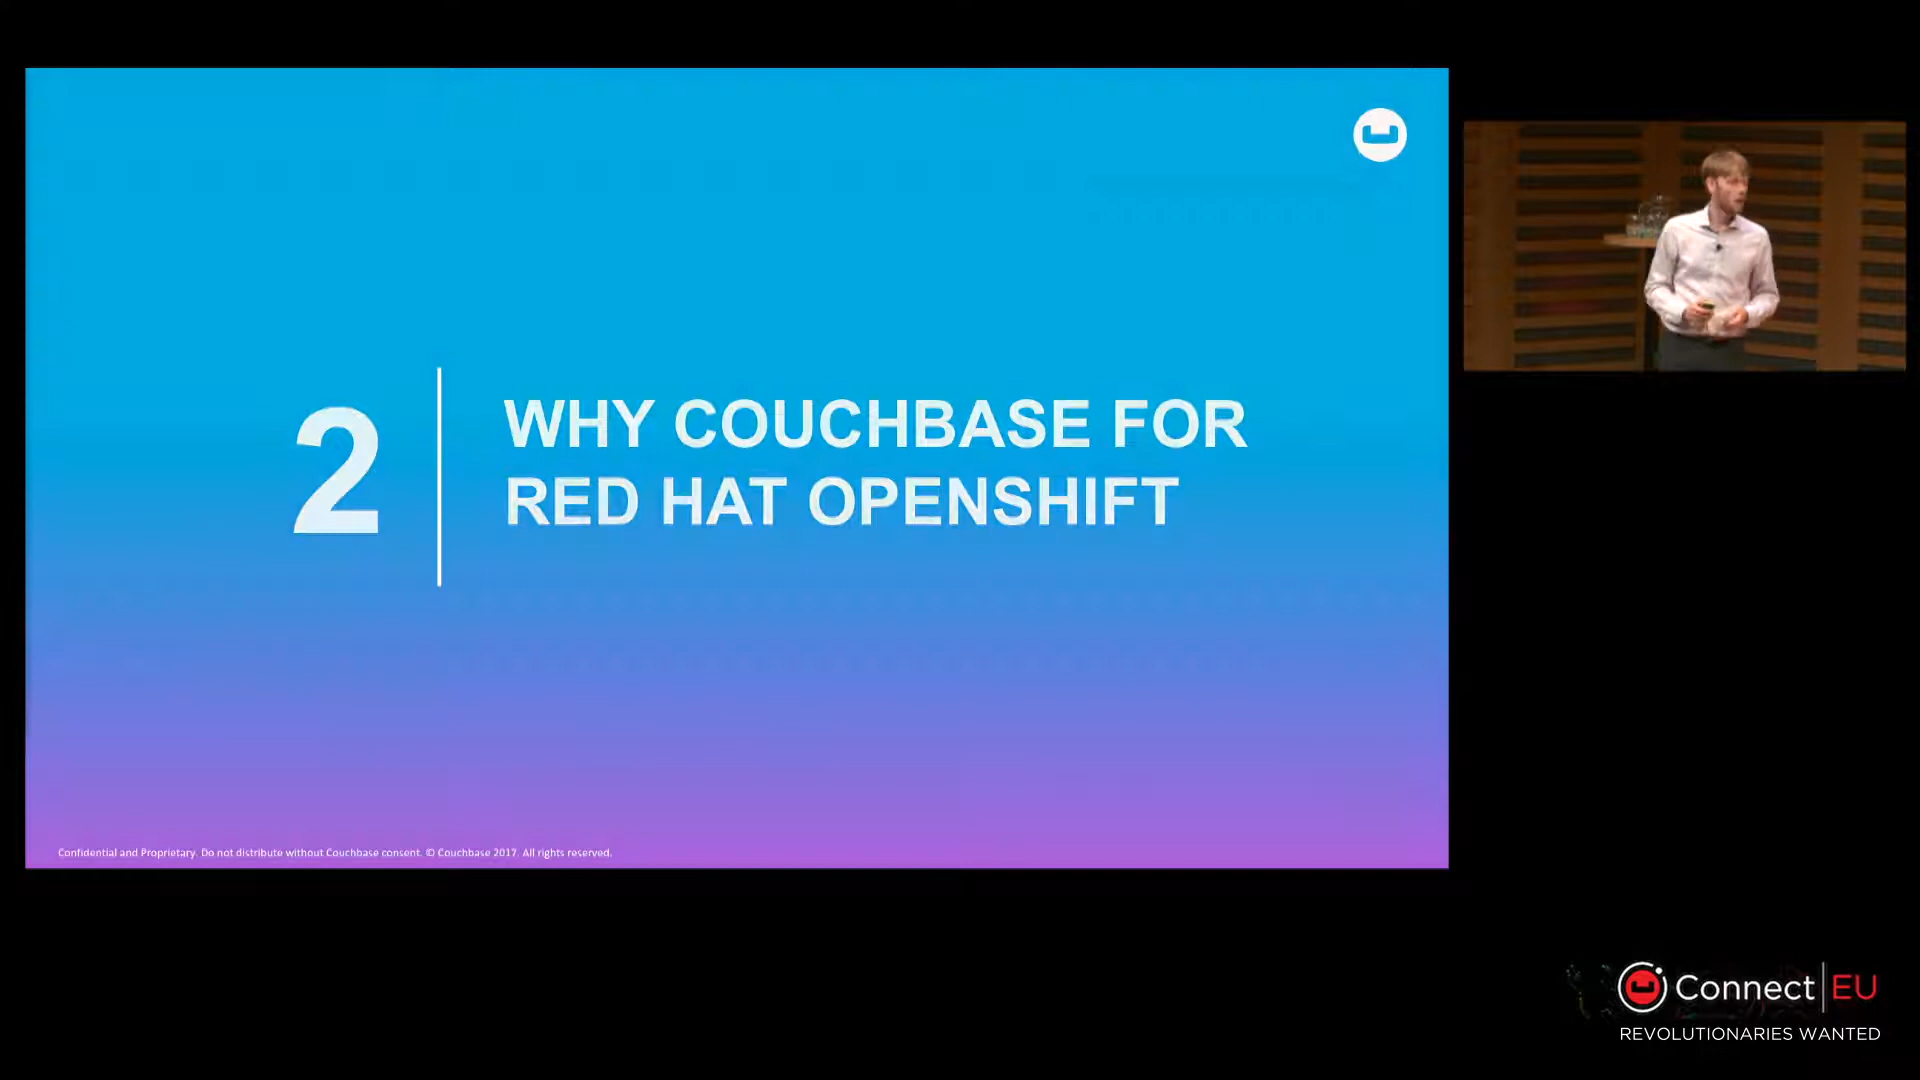 2
WHY COUCHBASE FOR
RED HAT OPENSHIFT
Confidential and Proprietary. Do not distribute without Couchbase consent. © Couchbase 2017. All rights reserved.
Connect | EU
REVOLUTIONARIES WANTED